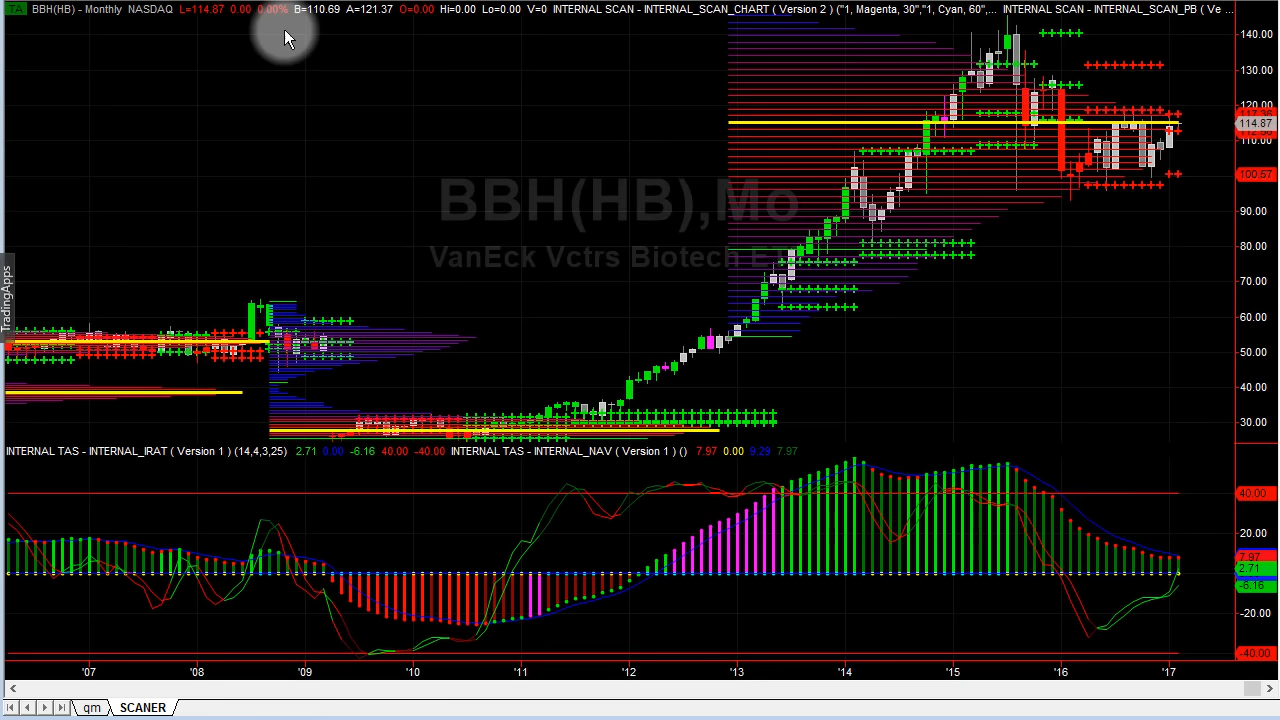 TA BBH(HB) - Monthly NASDAQ L=114.87 0.00 0.00% B=110.69 A=121.37 O=0.00 Hi=0.00 Lo=0.00 V=0 INTERNAL SCAN - INTERNAL_SCAN_CHART ( Version 2 ) ("1, Magenta, 30","1, Cyan, 60",... INTERNAL SCAN - INTERNAL_SCAN_PB ( Ve ...
140.00
130.00
120.00
114.87
110.00
100.57
90.00
80.00
70.00
60.00
50.00
40.00
30.00
BBH(HB),Mo
VanEck Vctrs Biotech
TradingApps
INTERNAL TAS - INTERNAL_IRAT ( Version 1 ) (14,4,3,25) 2.71 0.00 -6.16 40.00 -40.00 INTERNAL TAS - INTERNAL_NAV ( Version 1 ) () 7.97 0.00 9.29 7.97
40.00
20.00
7.97
2.71
-6.16
-20.00
-40.00
'07 '08 '09 '10 '11 '12 '13 '14 '15 '16 '17
qm SCANER